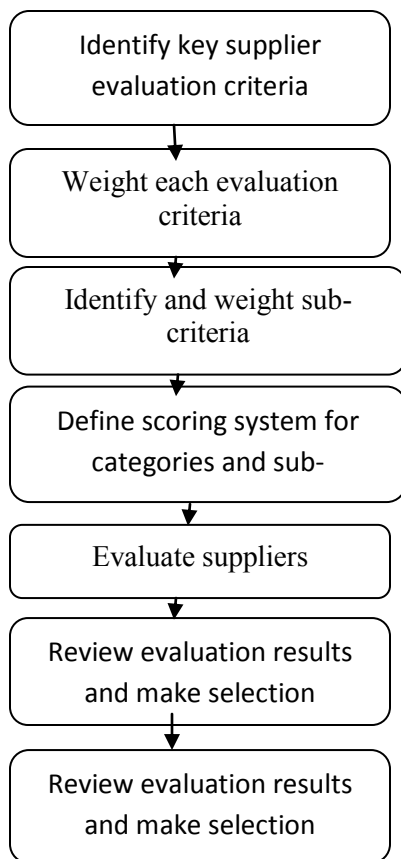 Identify key supplier
evaluation criteria
Weight each evaluation
criteria
Identify and weight sub-
criteria
Define scoring system for
categories and sub-
Evaluate suppliers
Review evaluation results
and make selection
Review evaluation results
and make selection